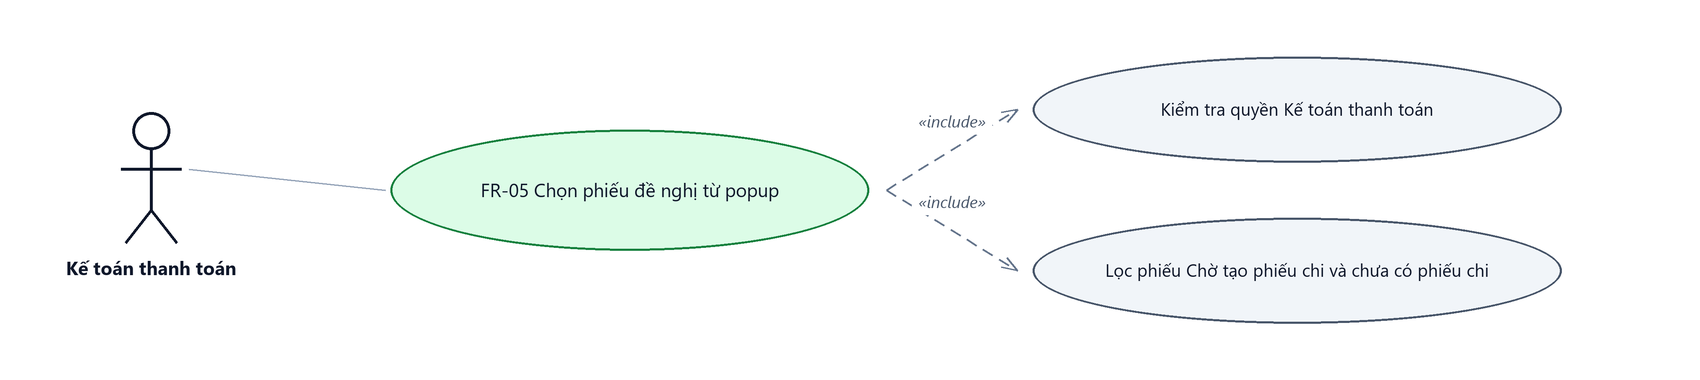 Kế toán thanh toán
FR-05 Chọn phiếu đề nghị từ popup
«include»
«include»
Kiểm tra quyền Kế toán thanh toán
Lọc phiếu Chờ tạo phiếu chi và chưa có phiếu chi